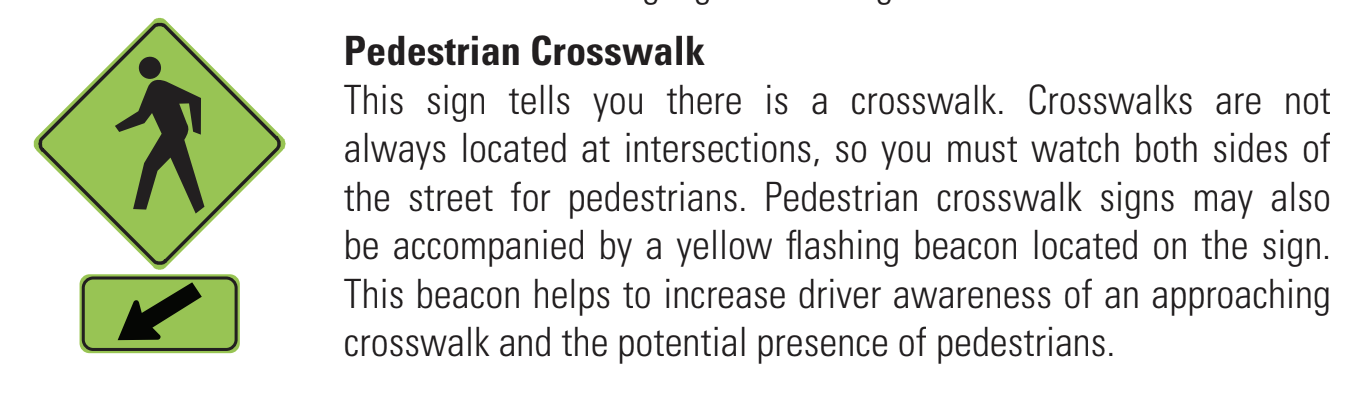 Pedestrian Crosswalk
This sign tells you there is a crosswalk. Crosswalks are not
always located at intersections, so you must watch both sides of
the street for pedestrians. Pedestrian crosswalk signs may also
be accompanied by a yellow flashing beacon located on the sign.
This beacon helps to increase driver awareness of an approaching
crosswalk and the potential presence of pedestrians.